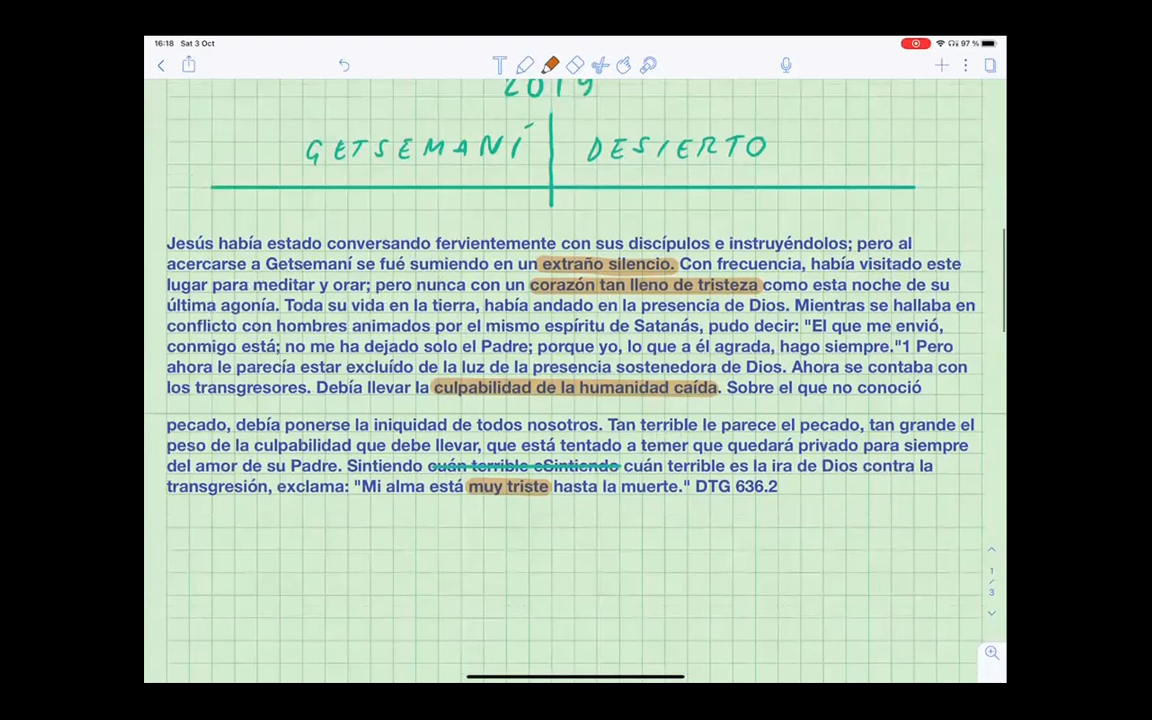 16:18 Sat 3 Oct
97 %
2019
GETSEMANÍ DESIERTO
Jesús había estado conversando fervientemente con sus discípulos e instruyéndolos; pero al
acercarse a Getsemaní se fué sumiendo en un extraño silencio. Con frecuencia, había visitado este
lugar para meditar y orar; pero nunca con un corazón tan lleno de tristeza como esta noche de su
última agonía. Toda su vida en la tierra, había andado en la presencia de Dios. Mientras se hallaba en
conflicto con hombres animados por el mismo espíritu de Satanás, pudo decir: "El que me envió,
conmigo está; no me ha dejado solo el Padre; porque yo, lo que a él agrada, hago siempre."1 Pero
ahora le parecía estar excluído de la luz de la presencia sostenedora de Dios. Ahora se contaba con
los transgresores. Debía llevar la culpabilidad de la humanidad caída. Sobre el que no conoció
pecado, debía ponerse la iniquidad de todos nosotros. Tan terrible le parece el pecado, tan grande el
peso de la culpabilidad que debe llevar, que está tentado a temer que quedará privado para siempre
del amor de su Padre. Sintiendo cuán terrible eSintiendo cuán terrible es la ira de Dios contra la
transgresión, exclama: "Mi alma está muy triste hasta la muerte." DTG 636.2
1
/
3